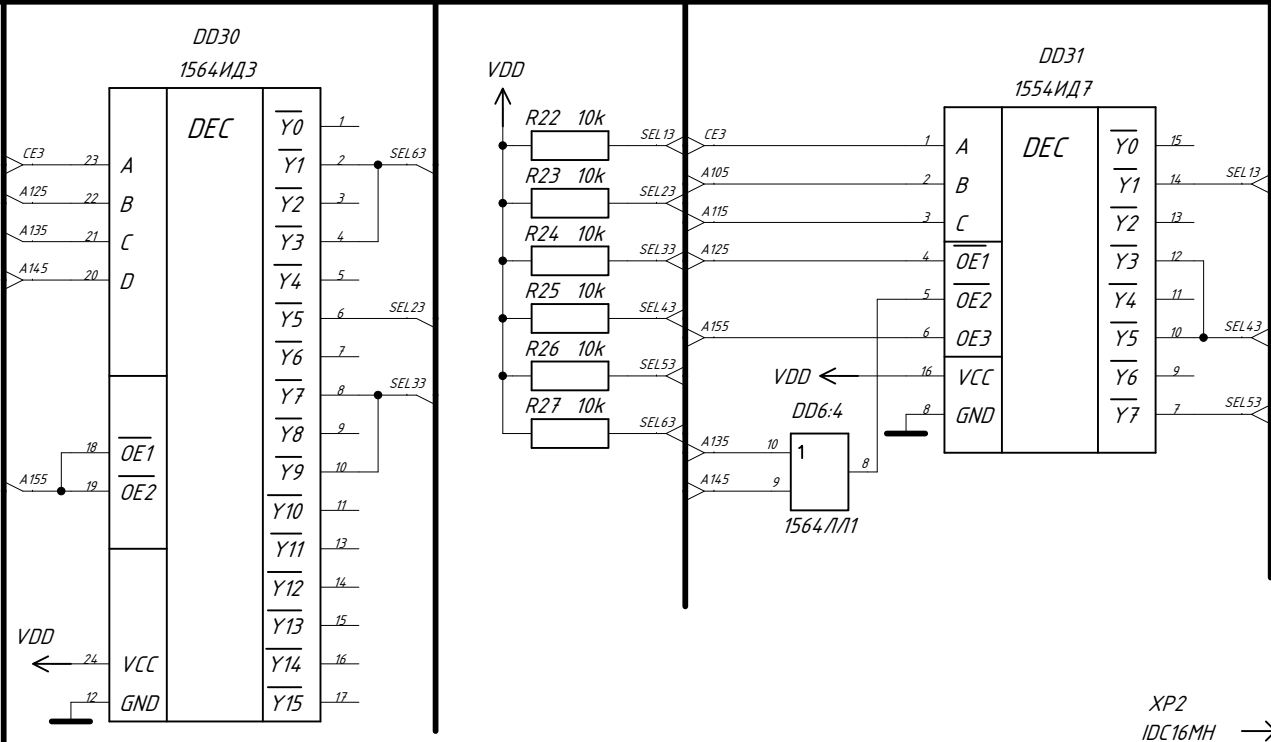 DD30
1564ИД3
DEC
CE3 23 A
A125 22 B
A135 21 C
A145 20 D
18 OE1
A155 19 OE2
VDD
24 VCC
12 GND
Y0 1
Y1 2 SEL63
Y2 3
Y3 4
Y4 5
Y5 6 SEL23
Y6 7
Y7 8 SEL33
Y8 9
Y9 10
Y10 11
Y11 13
Y12 14
Y13 15
Y14 16
Y15 17
VDD
R22 10k SEL13
R23 10k SEL23
R24 10k SEL33
R25 10k SEL43
R26 10k SEL53
R27 10k SEL63
DD31
1554ИД7
DEC
CE3 1 A
A105 2 B
A115 3 C
A125 4 OE1
5 OE2
A155 6 OE3
VDD 16 VCC
8 GND
Y0 15
Y1 14 SEL13
Y2 13
Y3 12
Y4 11
Y5 10 SEL43
Y6 9
Y7 7 SEL53
DD6:4
A135 10 1 8
A145 9
1564ЛЛ1
XP2
IDC16MH